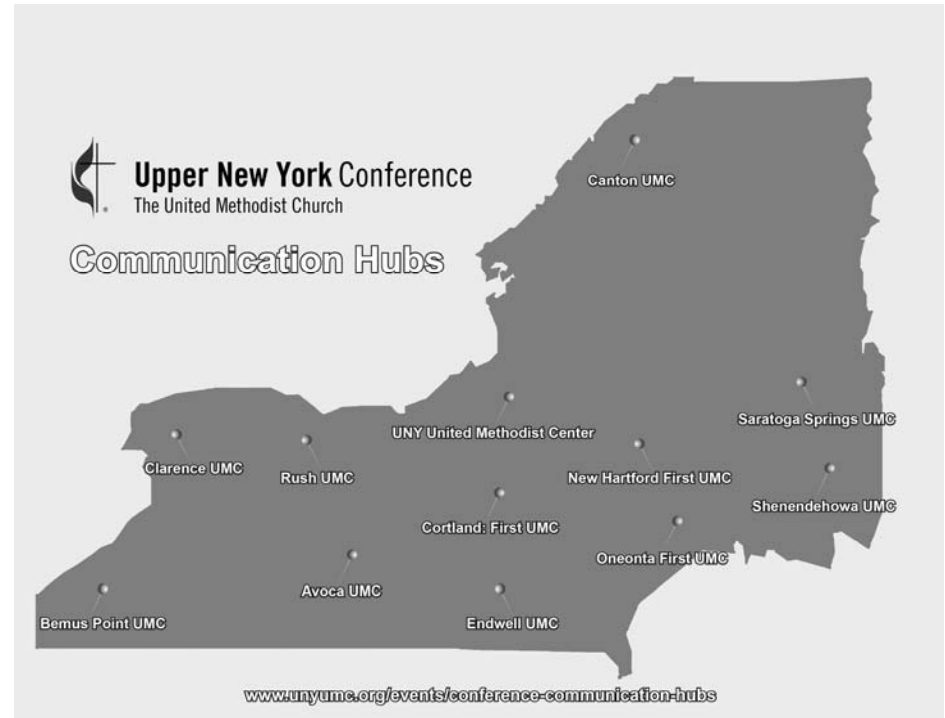 Upper New York Conference
The United Methodist Church
Communication Hubs
Canton UMC
Saratoga Springs UMC
UNY United Methodist Center
Clarence UMC
Rush UMC
New Hartford First UMC
Shenendehowa UMC
Cortland: First UMC
Oneonta First UMC
Avoca UMC
Bemus Point UMC
Endwell UMC
www.unyumc.org/events/conference-communication-hubs